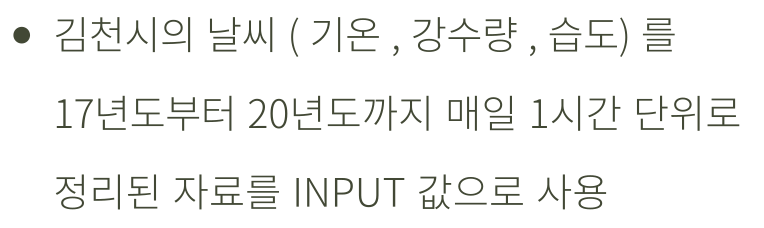 • 김천시의 날씨 ( 기온 , 강수량 , 습도) 를
17년도부터 20년도까지 매일 1시간 단위로
정리된 자료를 INPUT 값으로 사용